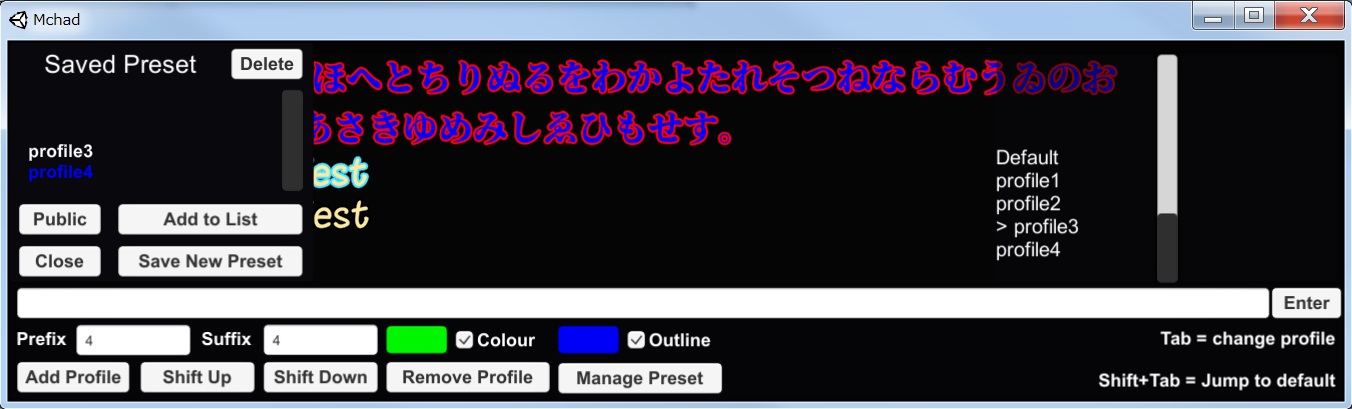 Mchad
Saved Preset
Delete
profile3
profile4
Public
Add to List
Close
Save New Preset
ほへとちりぬるをわかよたれそつねならむうゐのお
あさきゆめみしゑひもせす。
est
est
Default
profile1
profile2
> profile3
profile4
Enter
Prefix 4 Suffix 4 Colour Outline
Tab = change profile
Add Profile Shift Up Shift Down Remove Profile Manage Preset
Shift+Tab = Jump to default